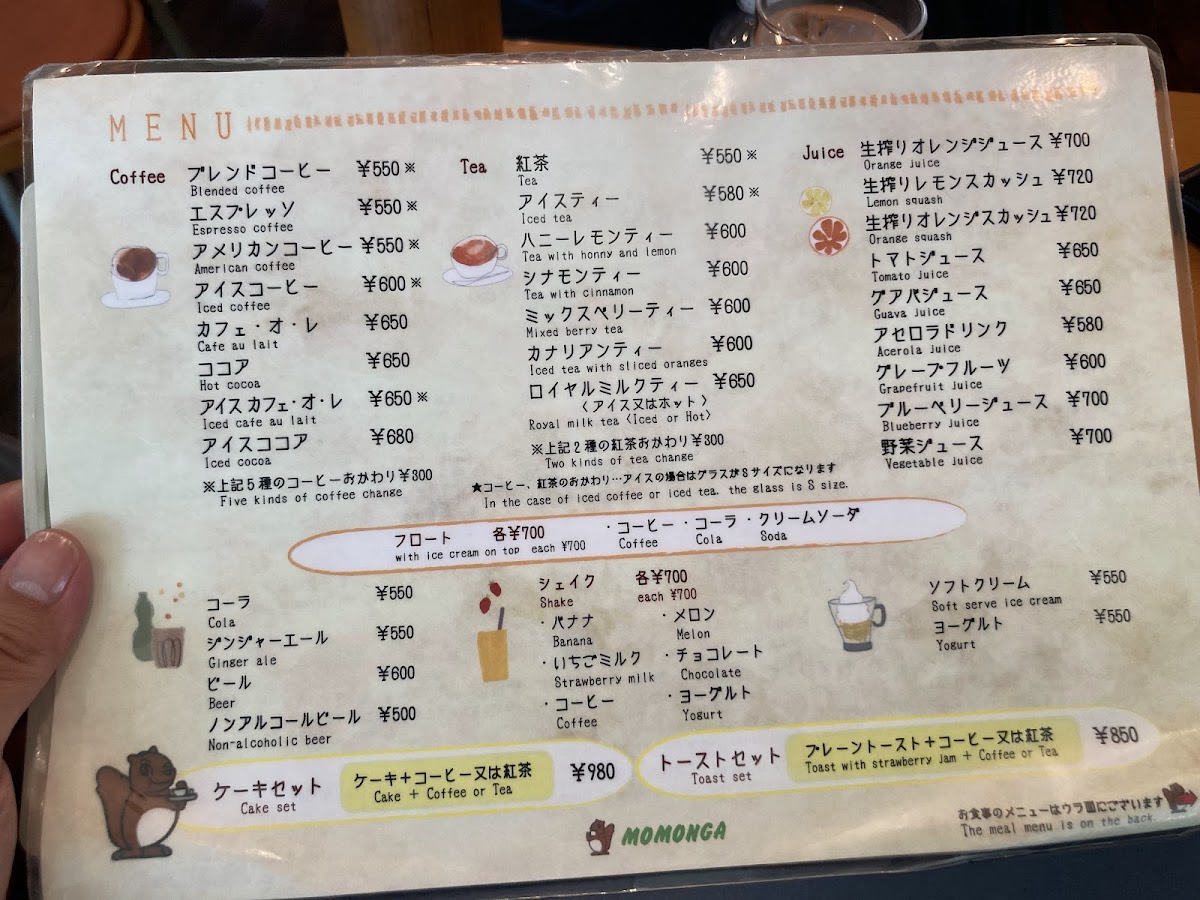 MENU
Coffee
ブレンドコーヒー ¥550※
Blended coffee
エスプレッソ ¥550※
Espresso coffee
アメリカンコーヒー ¥550※
American coffee
アイスコーヒー ¥600※
Iced coffee
カフェ・オ・レ ¥650
Cafe au lait
ココア ¥650
Hot cocoa
アイスカフェ・オ・レ ¥650※
Iced cafe au lait
アイスココア ¥680
Iced cocoa
※上記5種のコーヒーおかわり¥300
Five kinds of coffee change
Tea
紅茶 ¥550※
Tea
アイスティー ¥580※
Iced tea
ハニーレモンティー ¥600
Tea with honny and lemon
シナモンティー ¥600
Tea with cinnamon
ミックスベリーティー ¥600
Mixed berry tea
カナリアンティー ¥600
Iced tea with sliced oranges
ロイヤルミルクティー ¥650
〈アイス又はホット〉
Royal milk tea〈Iced or Hot〉
※上記2種の紅茶おかわり¥300
Two kinds of tea change
Juice
生搾りオレンジジュース ¥700
Orange juice
生搾りレモンスカッシュ ¥720
Lemon squash
生搾りオレンジスカッシュ ¥720
Orange squash
トマトジュース ¥650
Tomato juice
グアバジュース ¥650
Guava juice
アセロラドリンク ¥580
Acerola juice
グレープフルーツ ¥600
Grapefruit juice
ブルーベリージュース ¥700
Blueberry juice
野菜ジュース ¥700
Vegetable juice
★コーヒー、紅茶のおかわり…アイスの場合はグラスがSサイズになります
In the case of iced coffee or iced tea. the glass is S size.
フロート 各¥700 ・コーヒー・コーラ・クリームソーダ
with ice cream on top each ¥700 Coffee Cola Soda
コーラ ¥550
Cola
ジンジャーエール ¥550
Ginger ale
ビール ¥600
Beer
ノンアルコールビール ¥500
Non-alcoholic beer
シェイク 各¥700
Shake each ¥700
・バナナ ・メロン
Banana Melon
・いちごミルク ・チョコレート
Strawberry milk Chocolate
・コーヒー ・ヨーグルト
Coffee Yogurt
ソフトクリーム ¥550
Soft serve ice cream
ヨーグルト ¥550
Yogurt
ケーキセット ケーキ+コーヒー又は紅茶 ¥980
Cake set Cake + Coffee or Tea
トーストセット プレーントースト+コーヒー又は紅茶 ¥850
Toast set Toast with strawberry jam + Coffee or Tea
MOMONGA
お食事のメニューはウラ面にございます
The meal menu is on the back.